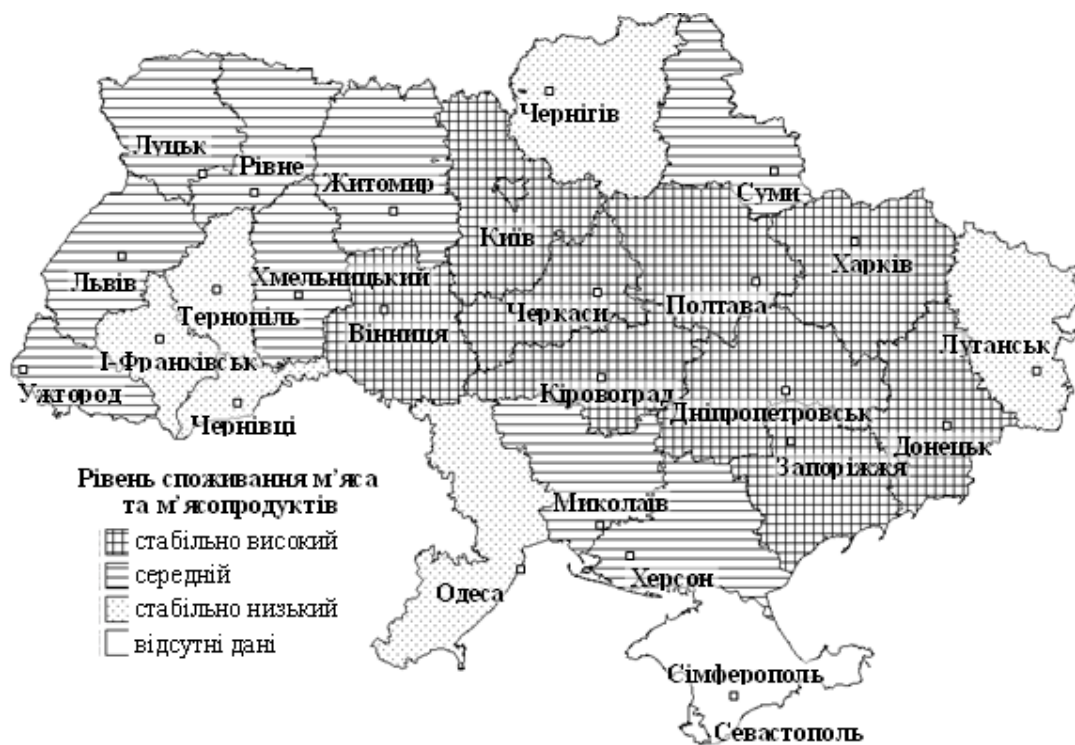 Чернігів
Луцьк
Рівне
Житомир
Суми
Київ
Харків
Львів
Хмельницький
Тернопіль
Черкаси
Полтава
Вінниця
Луганськ
І-Франківськ
Ужгород
Кіровоград
Чернівці
Дніпропетровськ
Донецьк
Запоріжжя
Рівень споживання м’яса
та м’ясопродуктів
стабільно високий
середній
стабільно низький
відсутні дані
Миколаїв
Херсон
Одеса
Сімферополь
Севастополь